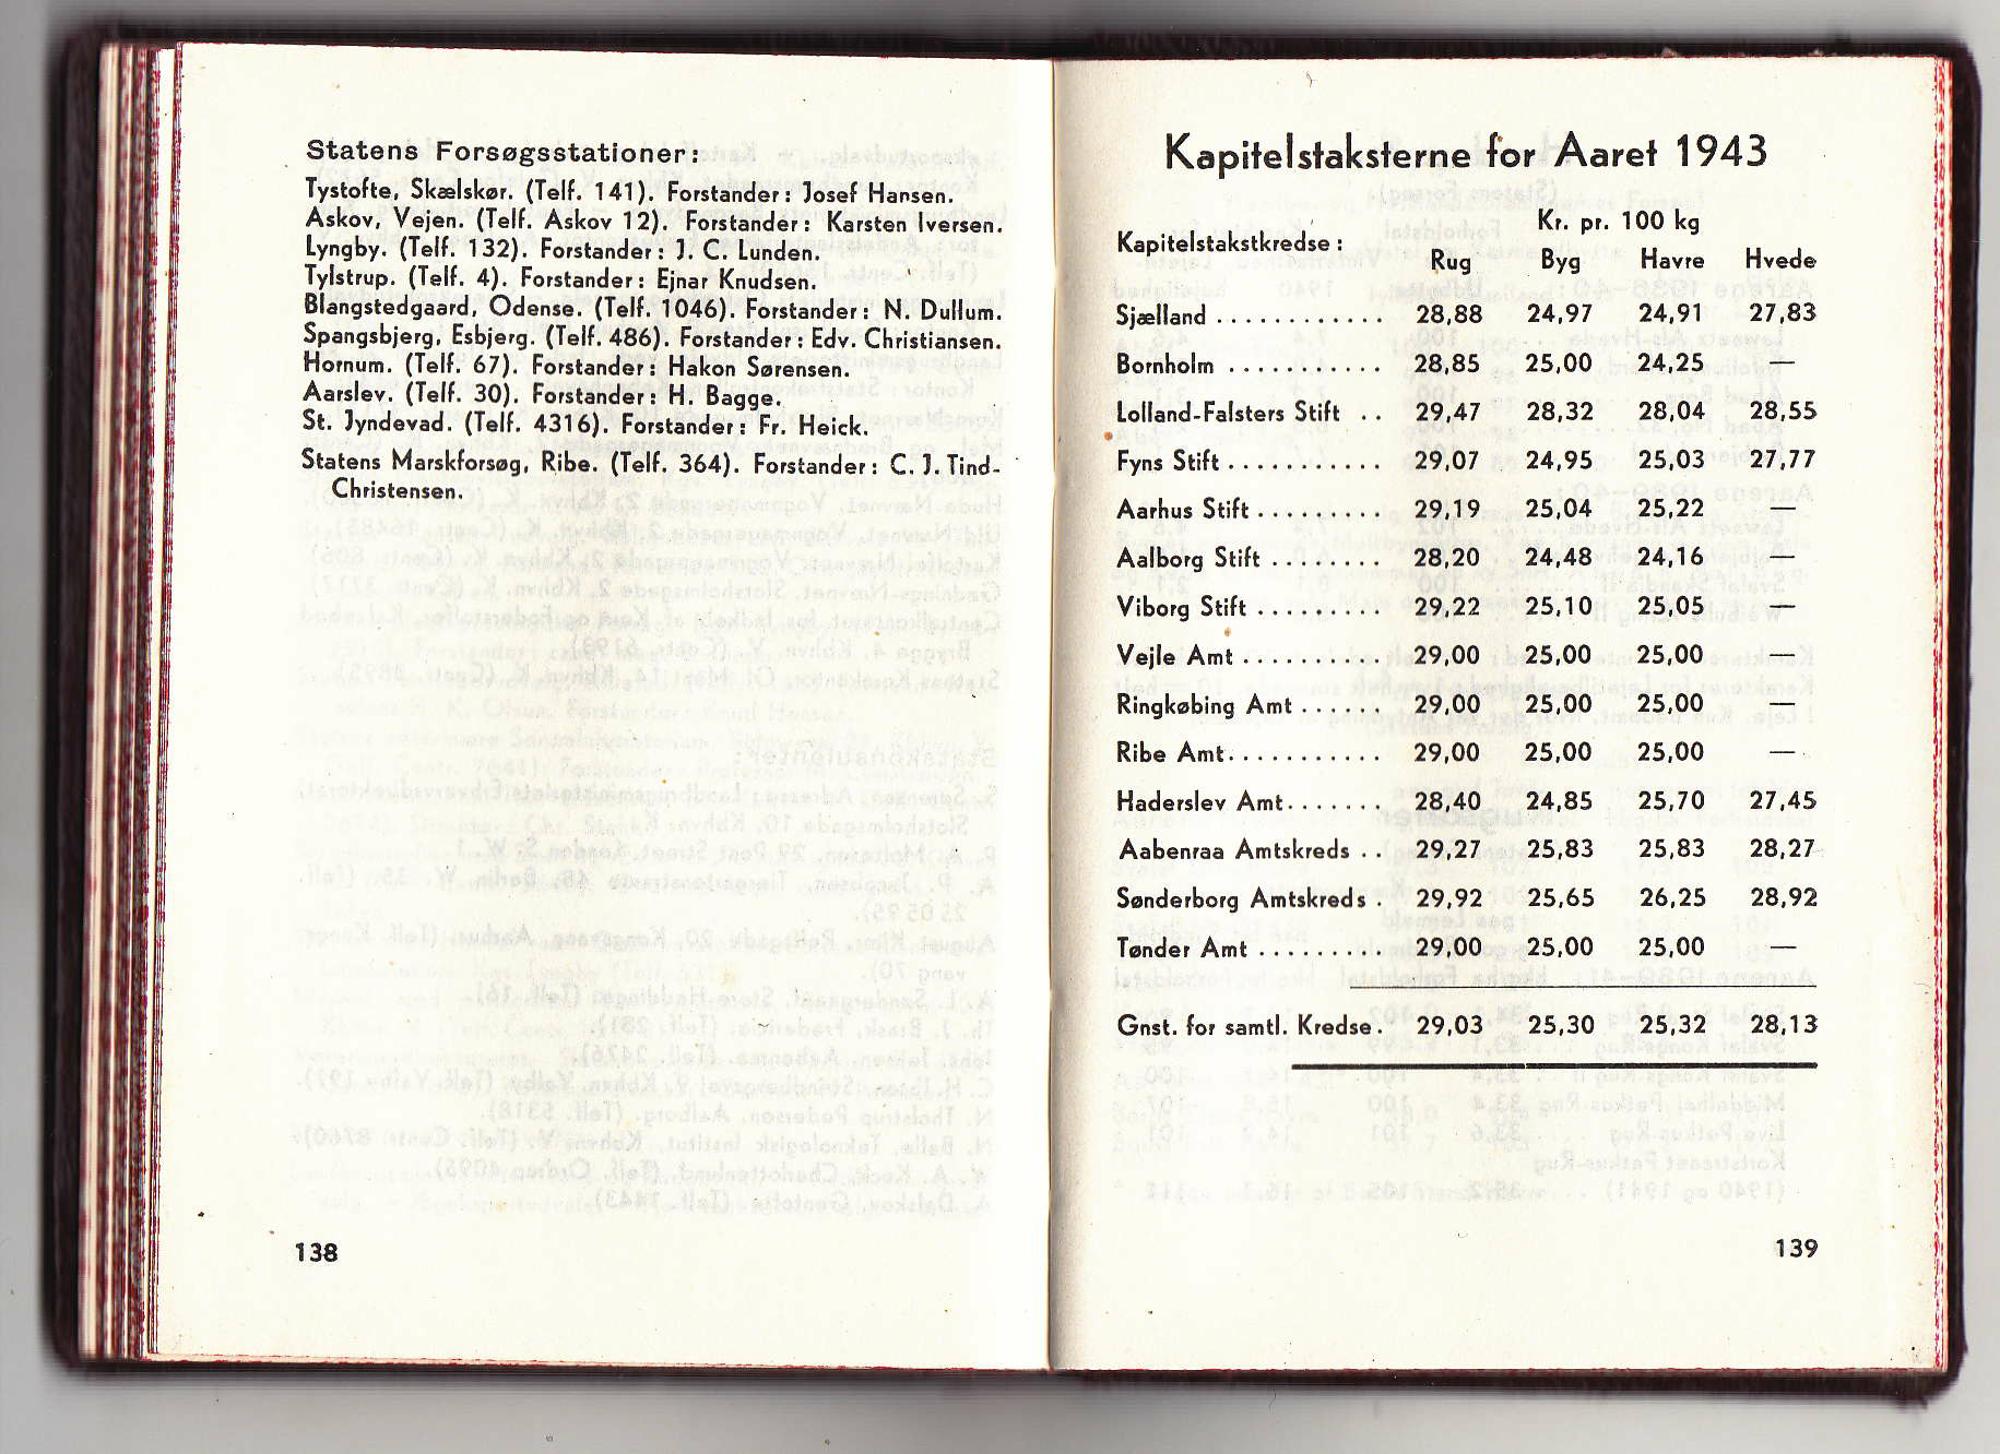 Statens Forsøgsstationer:
Tystofte, Skælskør. (Telf. 141). Forstander: Josef Hansen.
Askov, Vejen. (Telf. Askov 12). Forstander: Karsten Iversen.
Lyngby. (Telf. 132). Forstander: J. C. Lunden.
Tylstrup. (Telf. 4). Forstander: Ejnar Knudsen.
Blangstedgaard, Odense. (Telf. 1046). Forstander: N. Dullum.
Spangsbjerg, Esbjerg. (Telf. 486). Forstander: Edv. Christiansen.
Hornum. (Telf. 67). Forstander: Hakon Sørensen.
Aarslev. (Telf. 30). Forstander: H. Bagge.
St. Jyndevad. (Telf. 4316). Forstander: Fr. Heick.
Statens Marskforsøg, Ribe. (Telf. 364). Forstander: C. J. Tind-
Christensen.
138
Kapitelstaksterne for Aaret 1943
Kr. pr. 100 kg
Kapitelstakstkredse:
Rug Byg Havre Hvede
Sjælland . . . . . . . . . . . . 28,88 24,97 24,91 27,83
Bornholm . . . . . . . . . . . 28,85 25,00 24,25 —
Lolland-Falsters Stift . . 29,47 28,32 28,04 28,55
Fyns Stift . . . . . . . . . . . 29,07 24,95 25,03 27,77
Aarhus Stift . . . . . . . . . 29,19 25,04 25,22 —
Aalborg Stift . . . . . . . . 28,20 24,48 24,16 —
Viborg Stift . . . . . . . . . 29,22 25,10 25,05 —
Vejle Amt . . . . . . . . . . 29,00 25,00 25,00 —
Ringkøbing Amt . . . . . . 29,00 25,00 25,00 —
Ribe Amt. . . . . . . . . . . 29,00 25,00 25,00 —
Haderslev Amt. . . . . . . 28,40 24,85 25,70 27,45
Aabenraa Amtskreds . . 29,27 25,83 25,83 28,27
Sønderborg Amtskreds . 29,92 25,65 26,25 28,92
Tønder Amt . . . . . . . . . 29,00 25,00 25,00 —
Gnst. for samtl. Kredse. 29,03 25,30 25,32 28,13
139